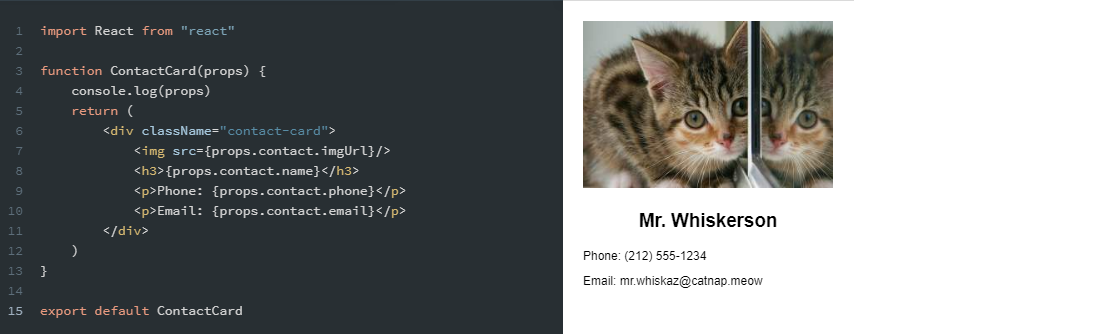 1 import React from "react"
2
3 function ContactCard(props) {
4     console.log(props)
5     return (
6         <div className="contact-card">
7             <img src={props.contact.imgUrl}/>
8             <h3>{props.contact.name}</h3>
9             <p>Phone: {props.contact.phone}</p>
10             <p>Email: {props.contact.email}</p>
11         </div>
12     )
13 }
14
15 export default ContactCard
Mr. Whiskerson
Phone: (212) 555-1234
Email: mr.whiskaz@catnap.meow